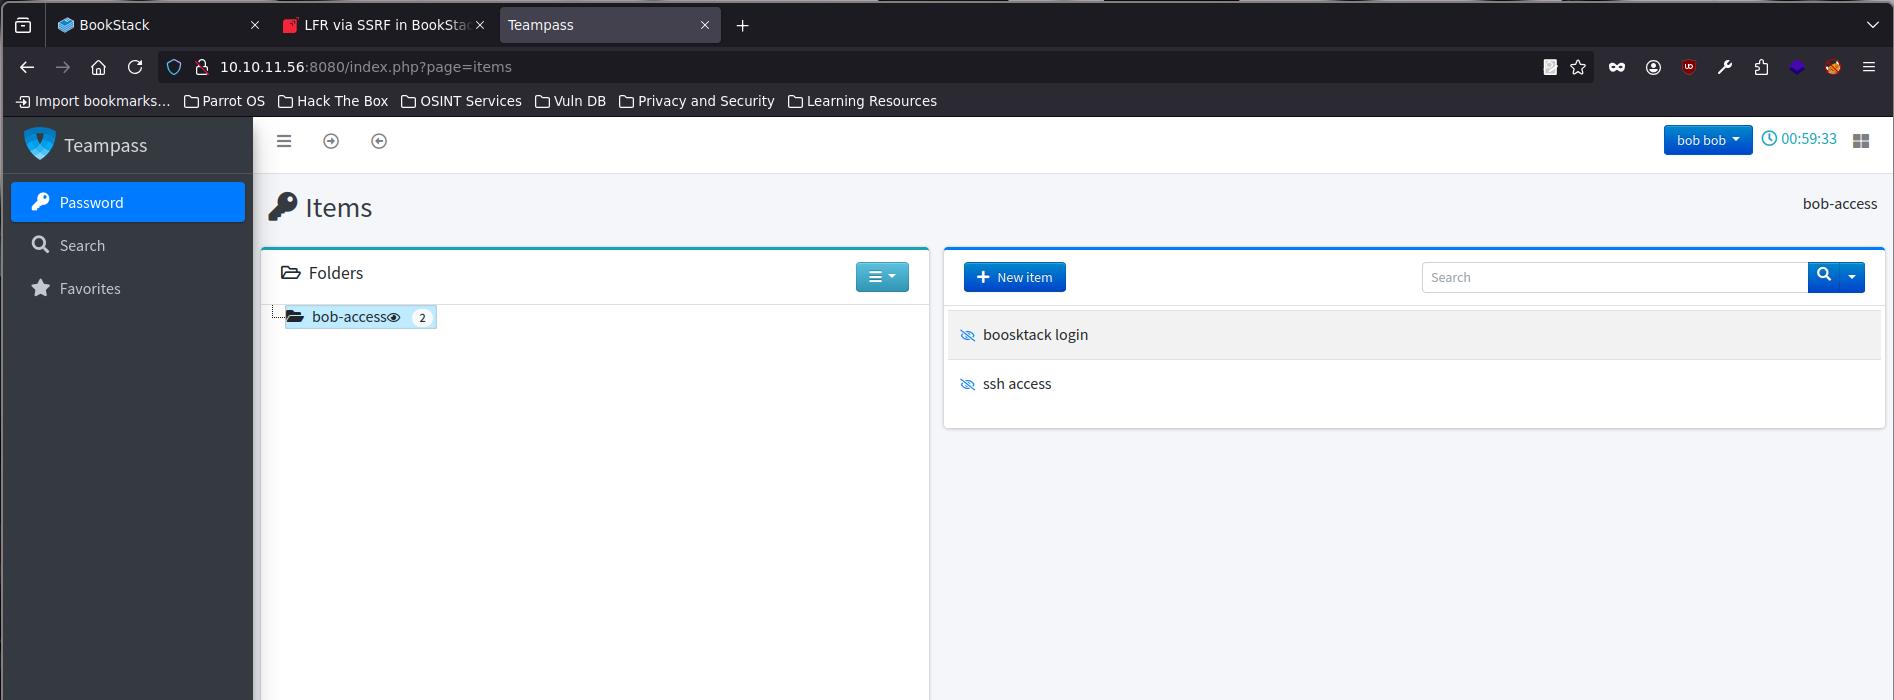 BookStack
LFR via SSRF in BookStac
Teampass
10.10.11.56:8080/index.php?page=items
Import bookmarks... Parrot OS Hack The Box OSINT Services Vuln DB Privacy and Security Learning Resources
Teampass
bob bob 00:59:33
Password
Search
Favorites
Items
bob-access
Folders
bob-access 2
New item
Search
boosktack login
ssh access